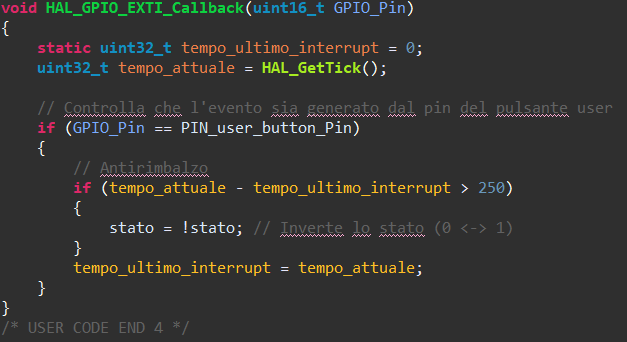 void HAL_GPIO_EXTI_Callback(uint16_t GPIO_Pin)
{
static uint32_t tempo_ultimo_interrupt = 0;
uint32_t tempo_attuale = HAL_GetTick();
// Controlla che l'evento sia generato dal pin del pulsante user
if (GPIO_Pin == PIN_user_button_Pin)
{
// Antirimbalzo
if (tempo_attuale - tempo_ultimo_interrupt > 250)
{
stato = !stato; // Inverte lo stato (0 <-> 1)
}
tempo_ultimo_interrupt = tempo_attuale;
}
}
/* USER CODE END 4 */